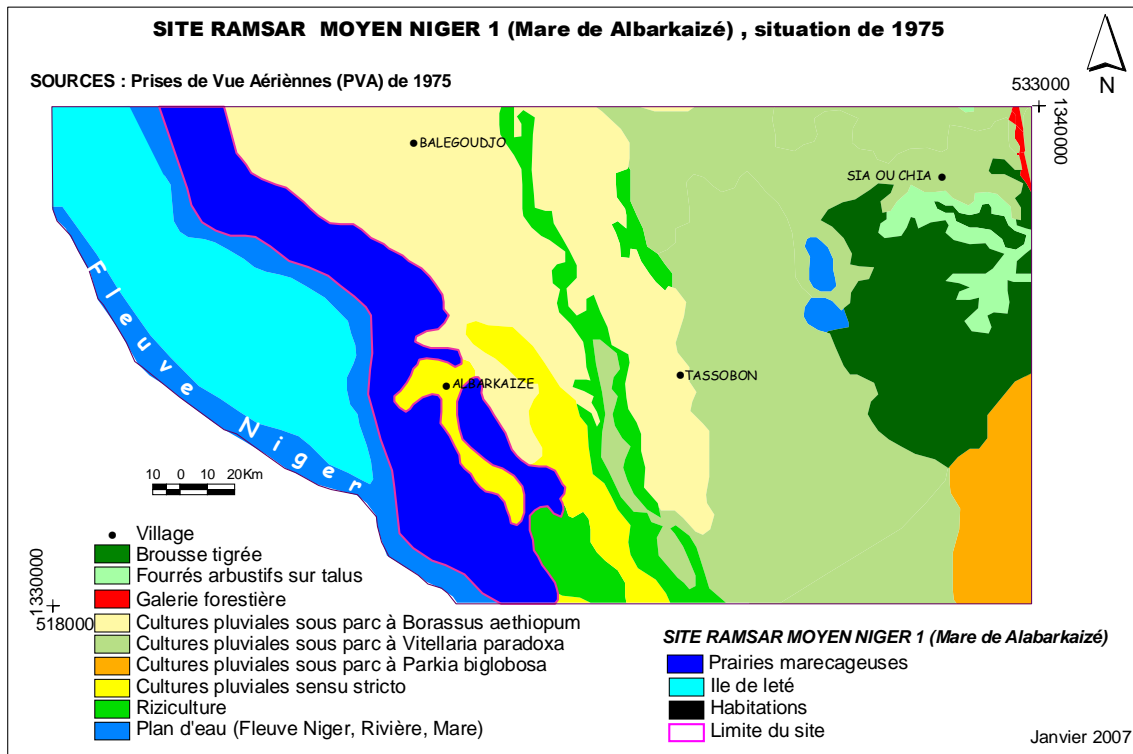 SITE RAMSAR MOYEN NIGER 1 (Mare de Albarkaizé) , situation de 1975
N
SOURCES : Prises de Vue Aériènnes (PVA) de 1975
533000
1340000
BALEGOUDJO
SIA OU CHIA
Fleuve Niger
TASSOBON
ALBARKAIZE
10 0 10 20Km
1330000
518000
Village
Brousse tigrée
Fourrés arbustifs sur talus
Galerie forestière
Cultures pluviales sous parc à Borassus aethiopum
Cultures pluviales sous parc à Vitellaria paradoxa
Cultures pluviales sous parc à Parkia biglobosa
Cultures pluviales sensu stricto
Riziculture
Plan d'eau (Fleuve Niger, Rivière, Mare)
SITE RAMSAR MOYEN NIGER 1 (Mare de Alabarkaizé)
Prairies marecageuses
Ile de leté
Habitations
Limite du site
Janvier 2007